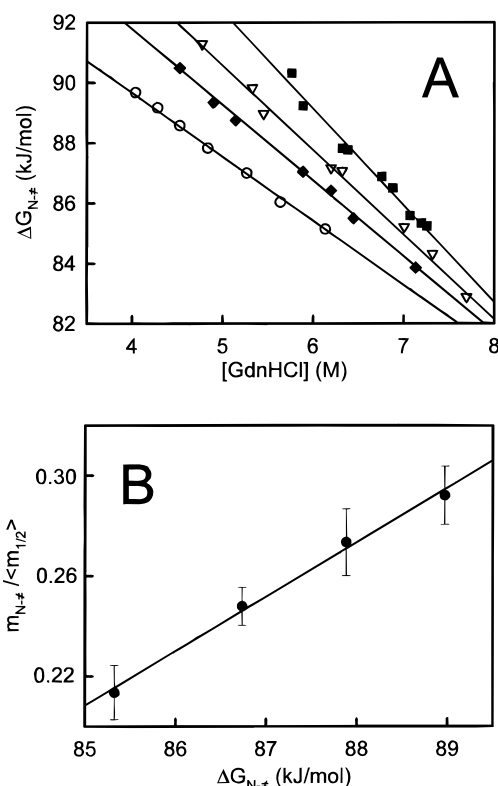 A
92
90
88
86
84
82
ΔG_N-≠ (kJ/mol)
4 5 6 7 8
[GdnHCl] (M)
B
0.30
0.26
0.22
m_N-≠ /<m_1/2>
85 86 87 88 89
ΔG_N-≠ (kJ/mol)